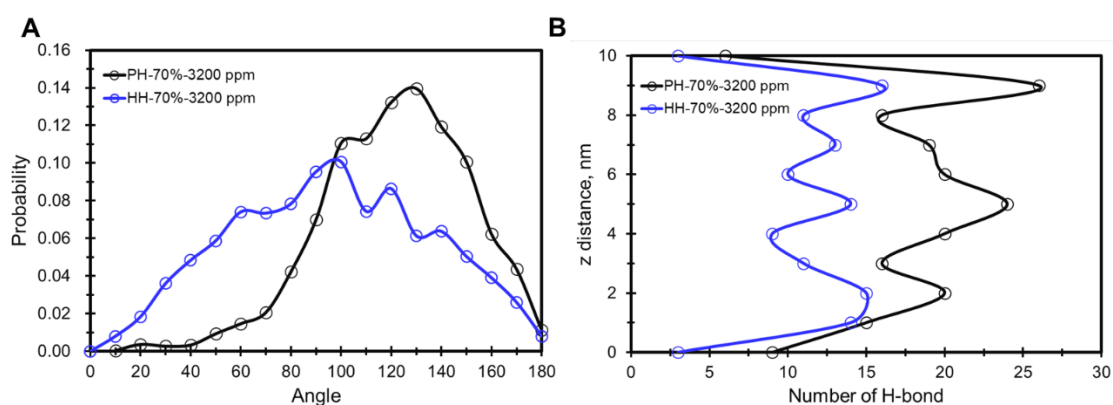 A
0.16
0.14
0.12
0.10
0.08
0.06
0.04
0.02
0.00
Probability
PH-70%-3200 ppm
HH-70%-3200 ppm
0 20 40 60 80 100 120 140 160 180
Angle
B
10
8
6
4
2
0
z distance, nm
PH-70%-3200 ppm
HH-70%-3200 ppm
0 5 10 15 20 25 30
Number of H-bond